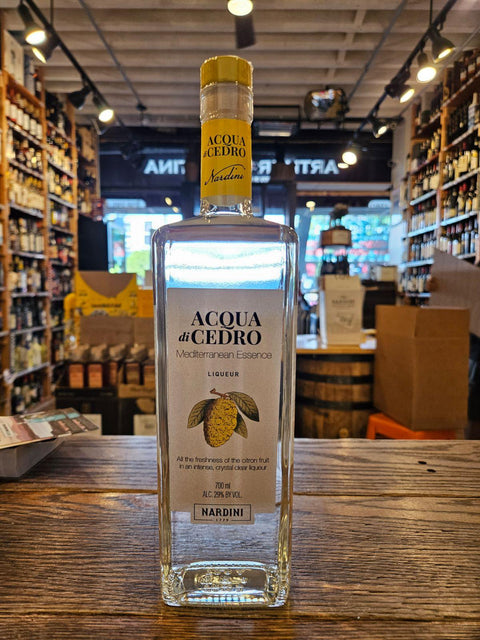 ACQUA
di CEDRO
Nardini
ACQUA
di CEDRO
Mediterranean Essence
LIQUEUR
All the freshness of the citron fruit
in an intense, crystal clear liqueur.
700 ml
ALC. 29% BY VOL.
NARDINI
1779